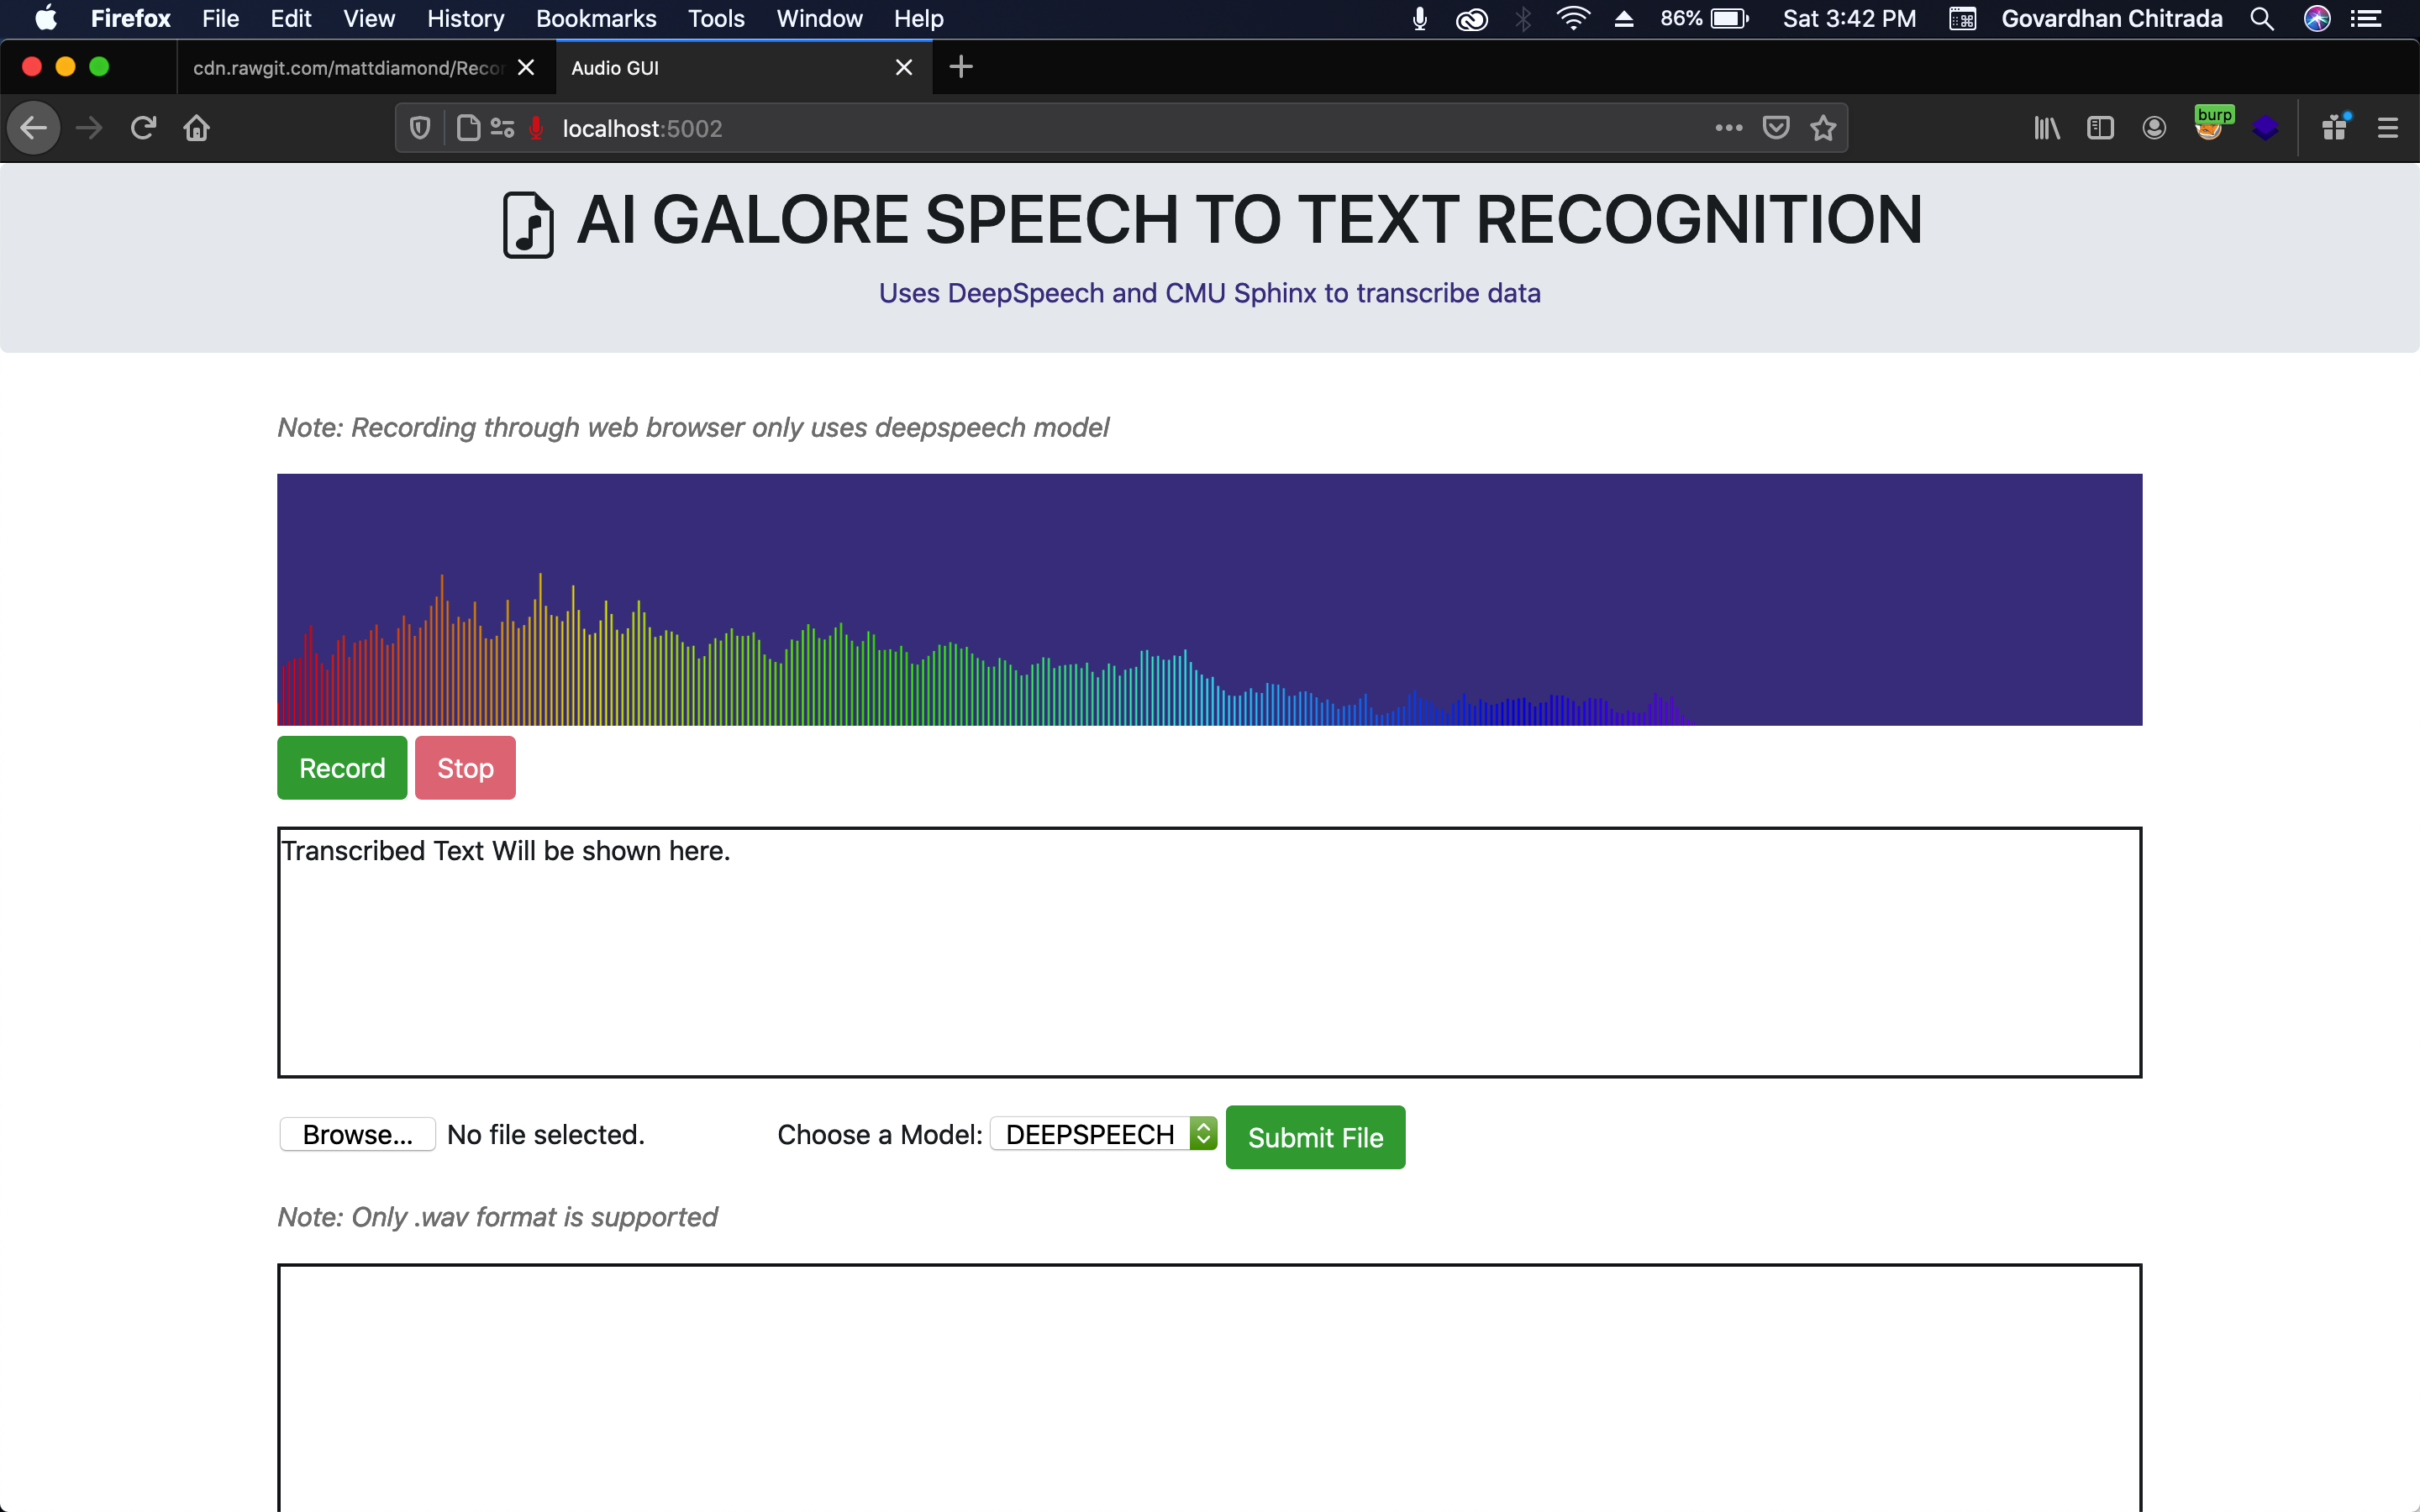 Firefox File Edit View History Bookmarks Tools Window Help 86% Sat 3:42 PM Govardhan Chitrada
cdn.rawgit.com/mattdiamond/Recor Audio GUI
localhost:5002 burp
AI GALORE SPEECH TO TEXT RECOGNITION
Uses DeepSpeech and CMU Sphinx to transcribe data
Note: Recording through web browser only uses deepspeech model
Record Stop
Transcribed Text Will be shown here.
Browse... No file selected. Choose a Model: DEEPSPEECH Submit File
Note: Only .wav format is supported